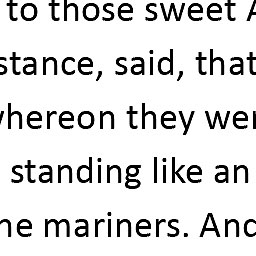 to those sweet A
stance, said, that
whereon they wer
standing like an
he mariners. And